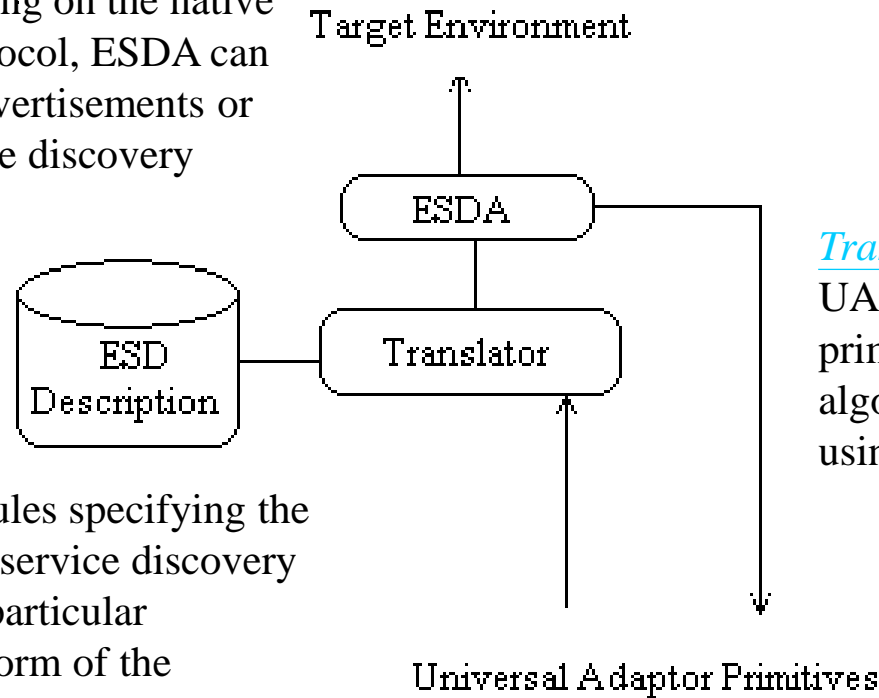 ng on the native
ocol, ESDA can
vertisements or
e discovery
Target Environment
ESDA
Tra
UA
prin
algo
usin
ESD
Description
Translator
ules specifying the
service discovery
particular
orm of the
Universal Adaptor Primitives